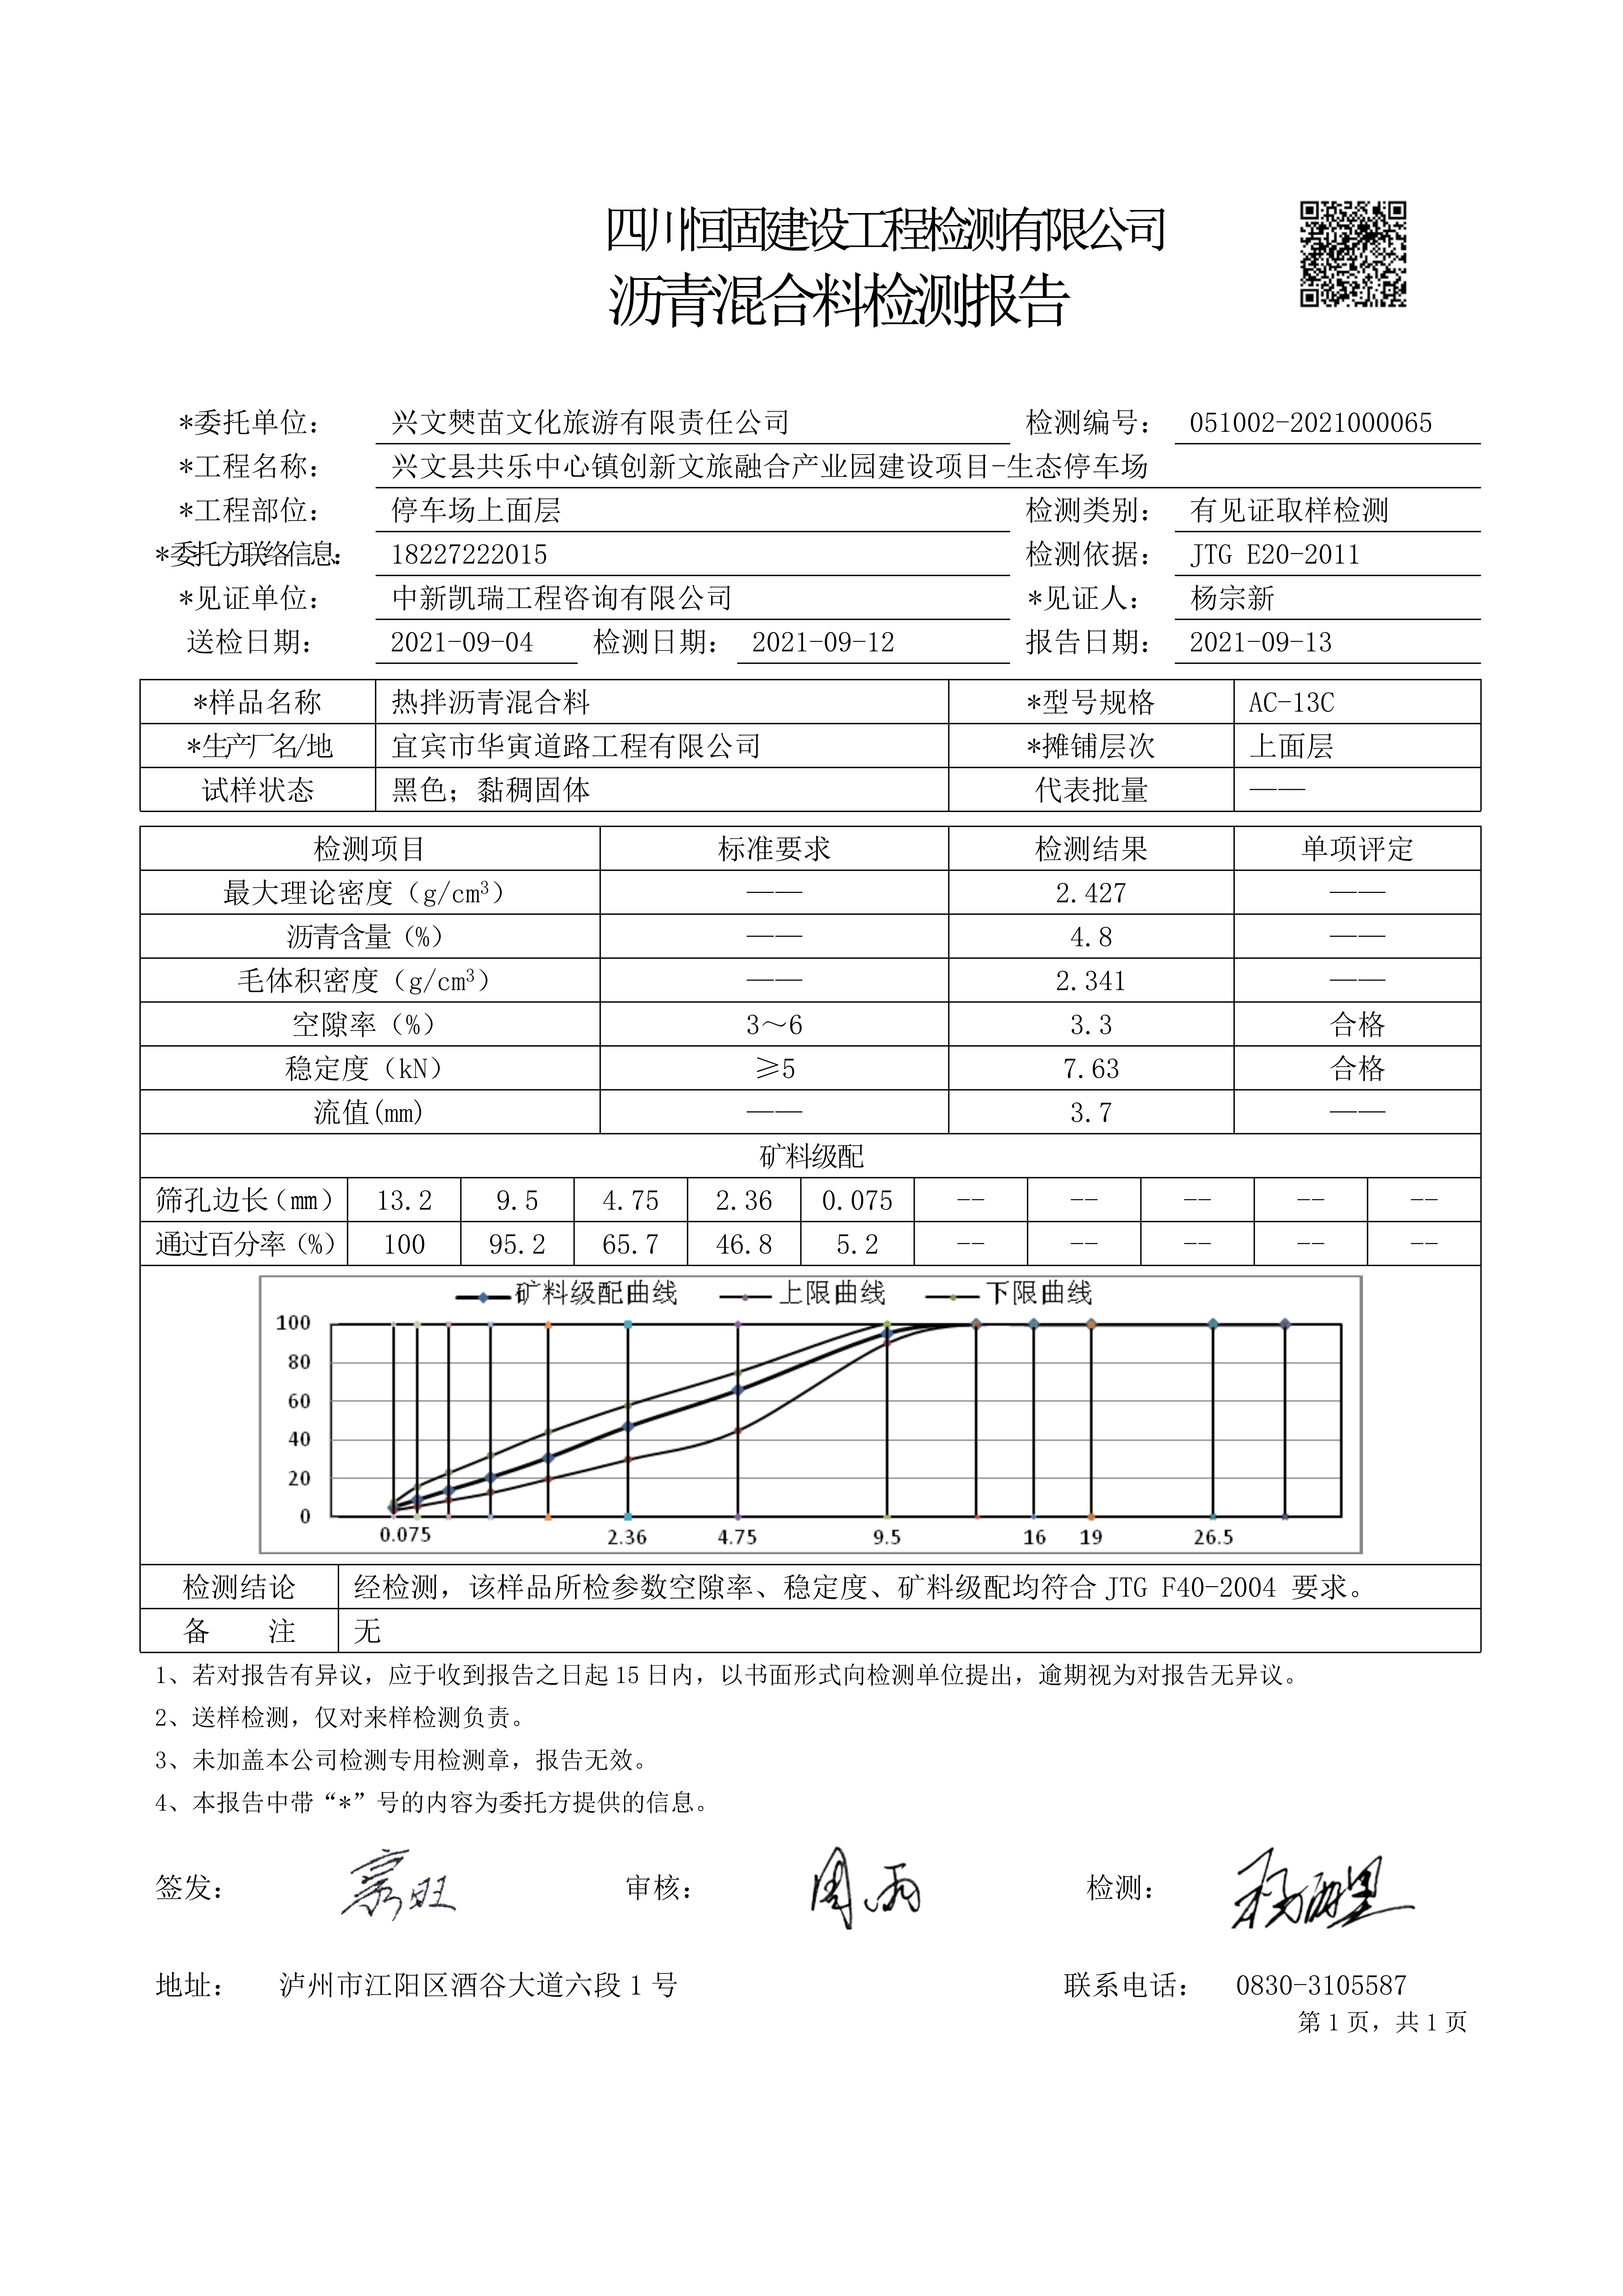 四川恒固建设工程检测有限公司
沥青混合料检测报告
*委托单位： 兴文僰苗文化旅游有限责任公司 检测编号： 051002-2021000065
*工程名称： 兴文县共乐中心镇创新文旅融合产业园建设项目-生态停车场
*工程部位： 停车场上面层 检测类别： 有见证取样检测
*委托方联络信息： 18227222015 检测依据： JTG E20-2011
*见证单位： 中新凯瑞工程咨询有限公司 *见证人： 杨宗新
送检日期： 2021-09-04 检测日期： 2021-09-12 报告日期： 2021-09-13
*样品名称 热拌沥青混合料 *型号规格 AC-13C
*生产厂名/地 宜宾市华寅道路工程有限公司 *摊铺层次 上面层
试样状态 黑色；黏稠固体 代表批量 ——
检测项目 标准要求 检测结果 单项评定
最大理论密度（g/cm³） —— 2.427 ——
沥青含量（%） —— 4.8 ——
毛体积密度（g/cm³） —— 2.341 ——
空隙率（%） 3～6 3.3 合格
稳定度（kN） ≥5 7.63 合格
流值(mm) —— 3.7 ——
矿料级配
筛孔边长（mm） 13.2 9.5 4.75 2.36 0.075 -- -- -- -- --
通过百分率（%） 100 95.2 65.7 46.8 5.2 -- -- -- -- --
矿料级配曲线 上限曲线 下限曲线
100
80
60
40
20
0
0.075 2.36 4.75 9.5 16 19 26.5
检测结论 经检测，该样品所检参数空隙率、稳定度、矿料级配均符合 JTG F40-2004 要求。
备 注 无
1、若对报告有异议，应于收到报告之日起 15 日内，以书面形式向检测单位提出，逾期视为对报告无异议。
2、送样检测，仅对来样检测负责。
3、未加盖本公司检测专用检测章，报告无效。
4、本报告中带“*”号的内容为委托方提供的信息。
签发： 审核： 周雨 检测：
地址： 泸州市江阳区酒谷大道六段 1 号 联系电话： 0830-3105587
第 1 页，共 1 页